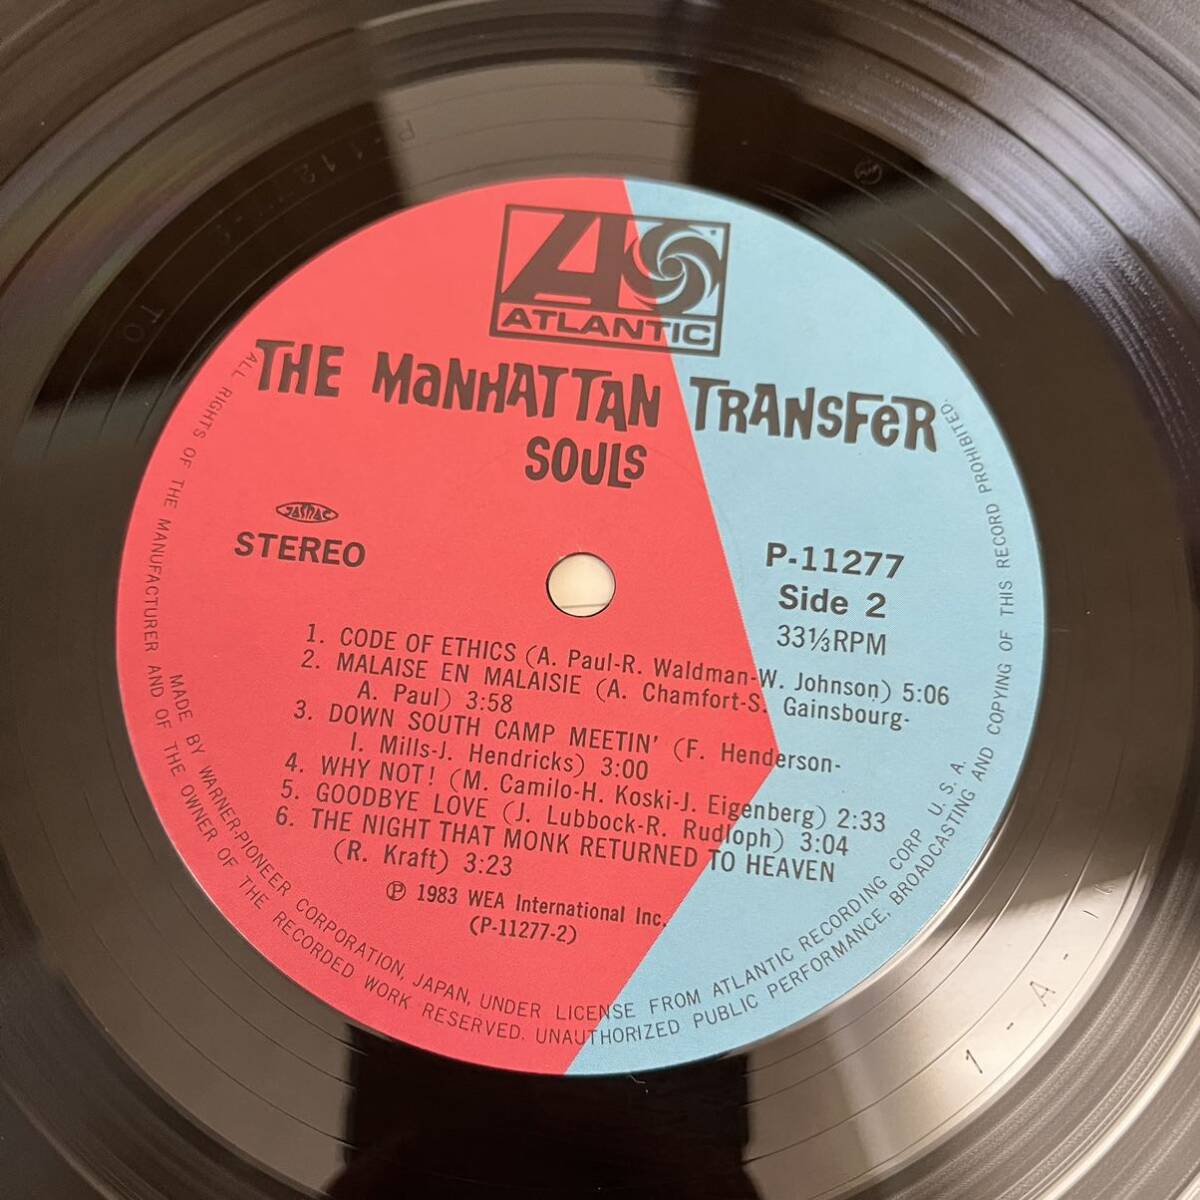 ATLANTIC
THE MaNHATTAN TRANSFeR
SOULS
JASRAC
STEREO
P-11277
Side 2
33⅓RPM
1. CODE OF ETHICS (A. Paul-R. Waldman-W. Johnson) 5:06
2. MALAISE EN MALAISIE (A. Chamfort-S. Gainsbourg-
A. Paul) 3:58
3. DOWN SOUTH CAMP MEETIN' (F. Henderson-
I. Mills-J. Hendricks) 3:00
4. WHY NOT! (M. Camilo-H. Koski-J. Eigenberg) 2:33
5. GOODBYE LOVE (J. Lubbock-R. Rudloph) 3:04
6. THE NIGHT THAT MONK RETURNED TO HEAVEN
(R. Kraft) 3:23
Ⓟ 1983 WEA International Inc.
(P-11277-2)
MADE BY WARNER-PIONEER CORPORATION, JAPAN, UNDER LICENSE FROM ATLANTIC RECORDING CORP U. S. A.
ALL RIGHTS OF THE MANUFACTURER AND OF THE OWNER OF THE RECORDED WORK RESERVED. UNAUTHORIZED PUBLIC PERFORMANCE, BROADCASTING AND COPYING OF THIS RECORD PROHIBITED.
1-A-